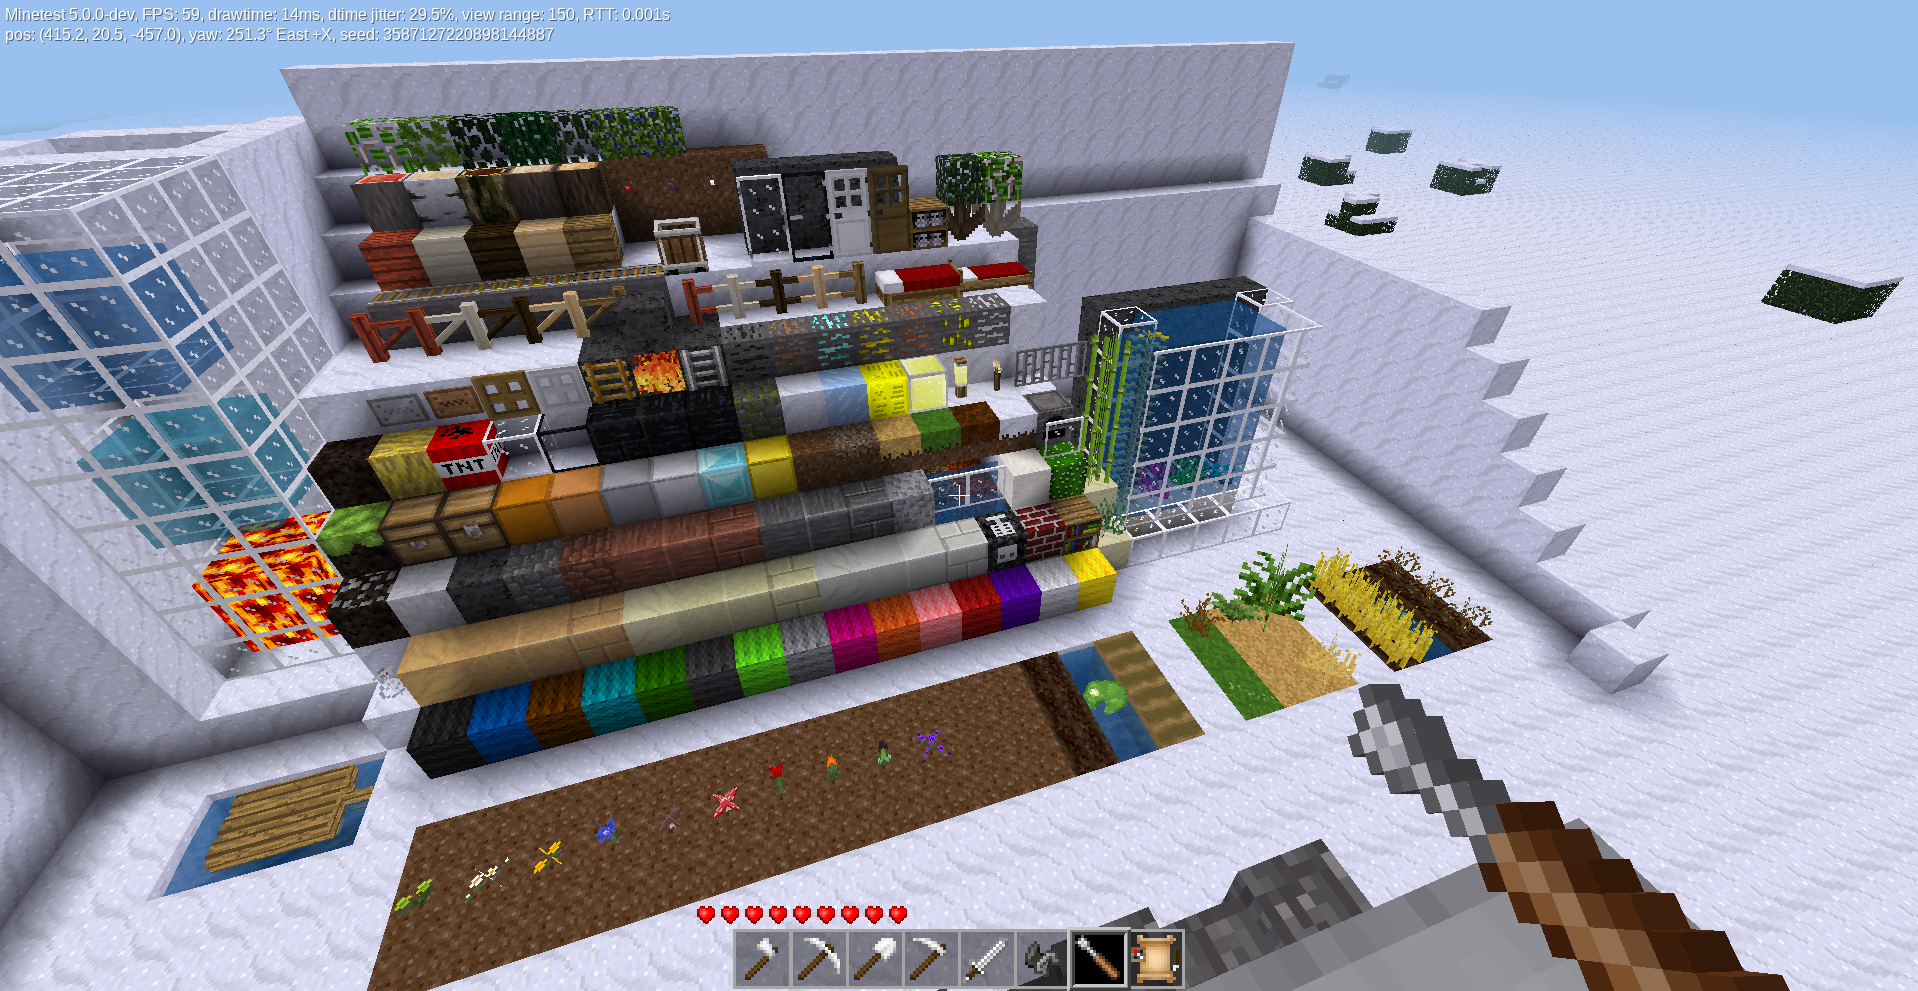 Minetest 5.0.0-dev, FPS: 59, drawtime: 14ms, dtime jitter: 29.5%, view range: 150, RTT: 0.001s
pos: (415.2, 20.5, -457.0), yaw: 251.3° East +X, seed: 3587127220898144887
TNT